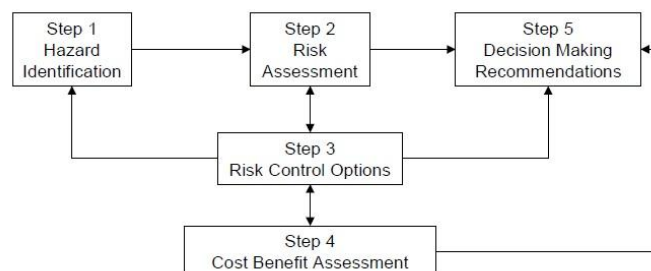 Step 1
Hazard
Identification
Step 2
Risk
Assessment
Step 5
Decision Making
Recommendations
Step 3
Risk Control Options
Step 4
Cost Benefit Assessment